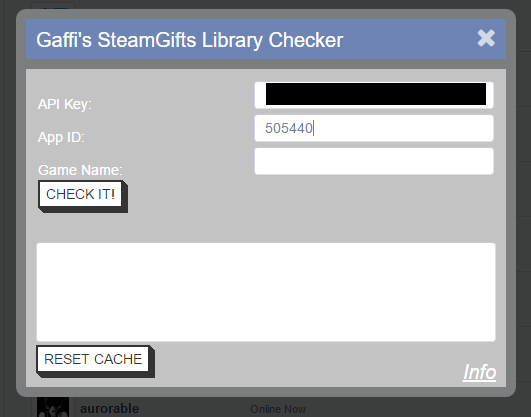 Gaffi's SteamGifts Library Checker
API Key:
App ID: 505440
Game Name:
CHECK IT!
RESET CACHE
Info
aurorable Online Now